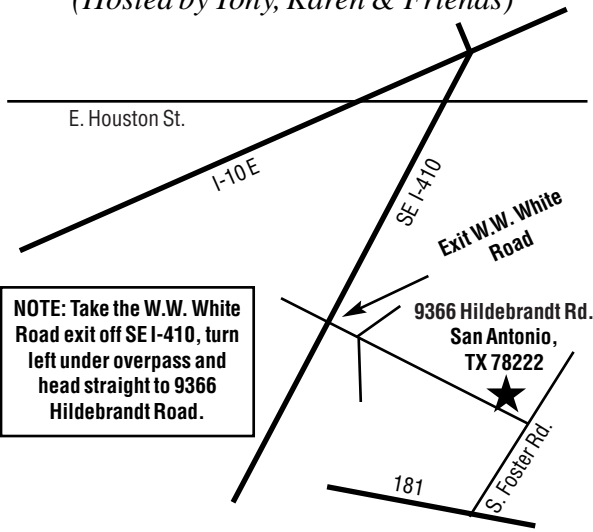 (Hosted by Tony, Karen & Friends)
E. Houston St.
I-10 E
SE I-410
Exit W.W. White
Road
NOTE: Take the W.W. White
Road exit off SE I-410, turn
left under overpass and
head straight to 9366
Hildebrandt Road.
9366 Hildebrandt Rd.
San Antonio,
TX 78222
S. Foster Rd.
181